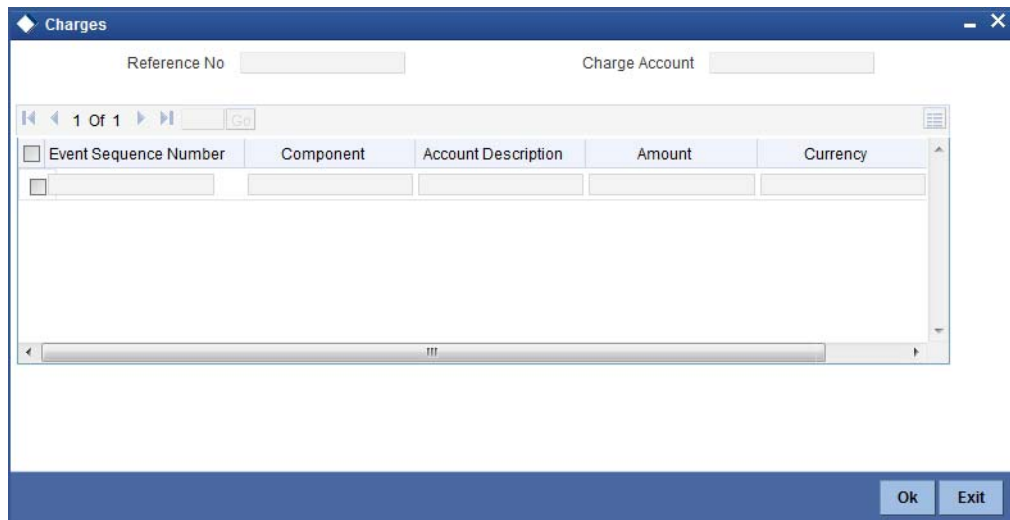 Charges
Reference No Charge Account
1 Of 1 Go
Event Sequence Number Component Account Description Amount Currency
Ok Exit